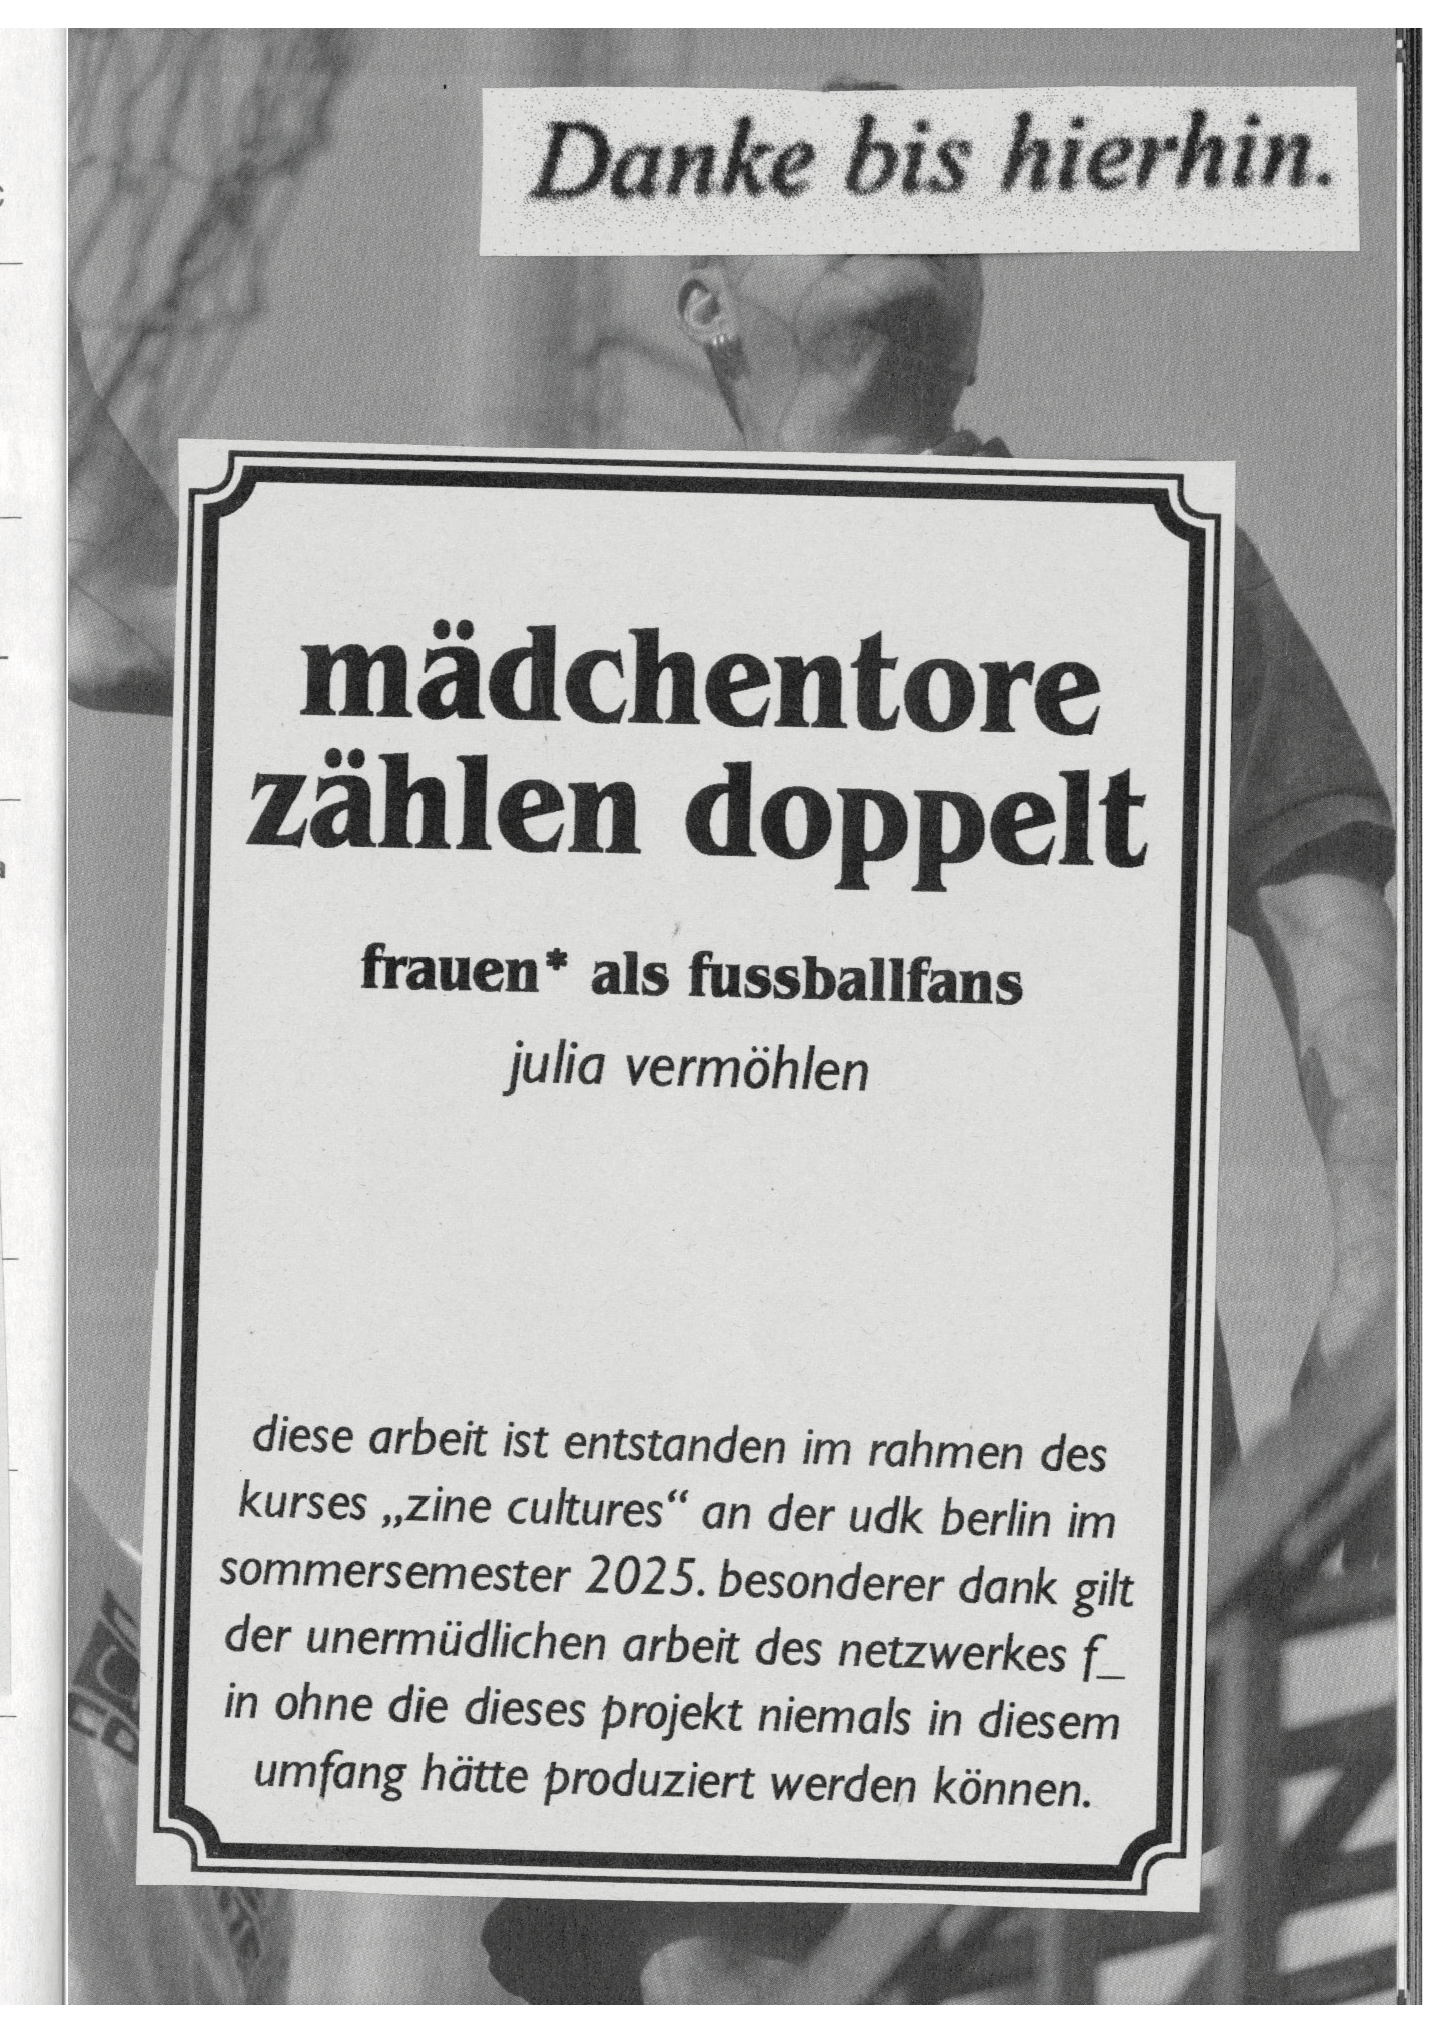 Danke bis hierhin.
mädchentore
zählen doppelt
frauen* als fussballfans
julia vermöhlen
diese arbeit ist entstanden im rahmen des
kurses „zine cultures“ an der udk berlin im
sommersemester 2025. besonderer dank gilt
der unermüdlichen arbeit des netzwerkes f_
in ohne die dieses projekt niemals in diesem
umfang hätte produziert werden können.